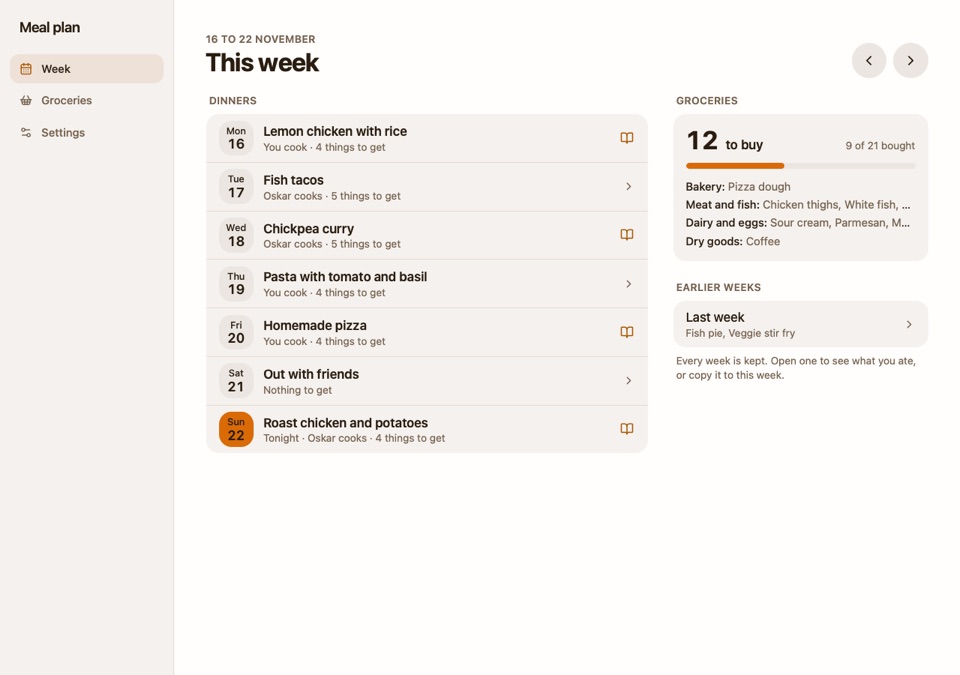 Meal plan
Week
Groceries
Settings
16 TO 22 NOVEMBER
This week
DINNERS
Mon
16
Lemon chicken with rice
You cook · 4 things to get
Tue
17
Fish tacos
Oskar cooks · 5 things to get
Wed
18
Chickpea curry
Oskar cooks · 5 things to get
Thu
19
Pasta with tomato and basil
You cook · 4 things to get
Fri
20
Homemade pizza
You cook · 4 things to get
Sat
21
Out with friends
Nothing to get
Sun
22
Roast chicken and potatoes
Tonight · Oskar cooks · 4 things to get
GROCERIES
12 to buy
9 of 21 bought
Bakery: Pizza dough
Meat and fish: Chicken thighs, White fish, ...
Dairy and eggs: Sour cream, Parmesan, M...
Dry goods: Coffee
EARLIER WEEKS
Last week
Fish pie, Veggie stir fry
Every week is kept. Open one to see what you ate,
or copy it to this week.